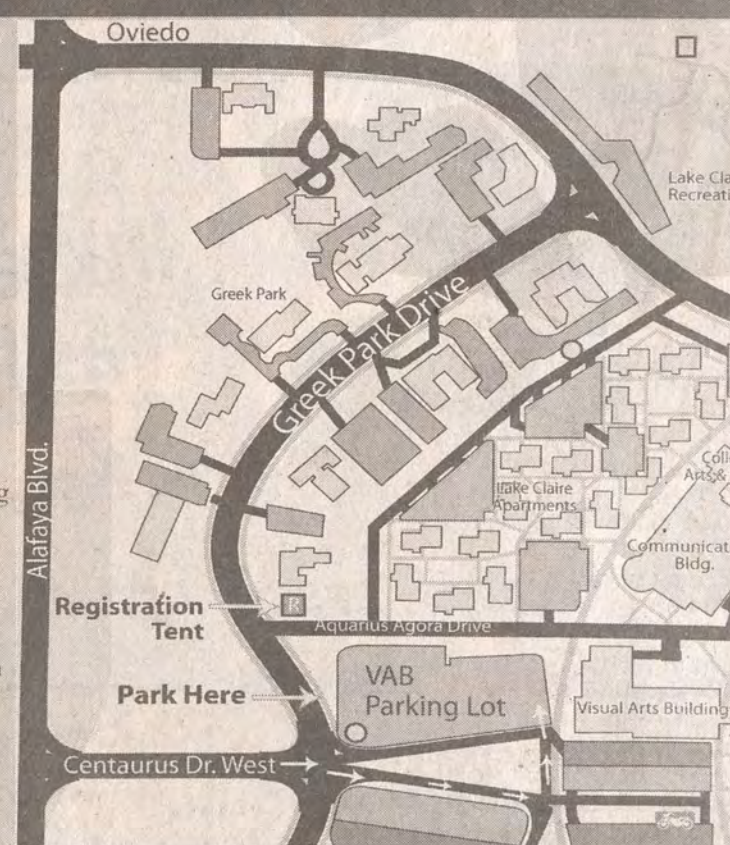 Oviedo
Lake Cla
Recreati
Greek Park
Greek Park Drive
Alafaya Blvd.
Coll
Arts &
Lake Claire
Apartments
Communicat
Bldg.
Registration
Tent
R
Aquarius Agora Drive
VAB
Parking Lot
Park Here
Visual Arts Building
Centaurus Dr. West